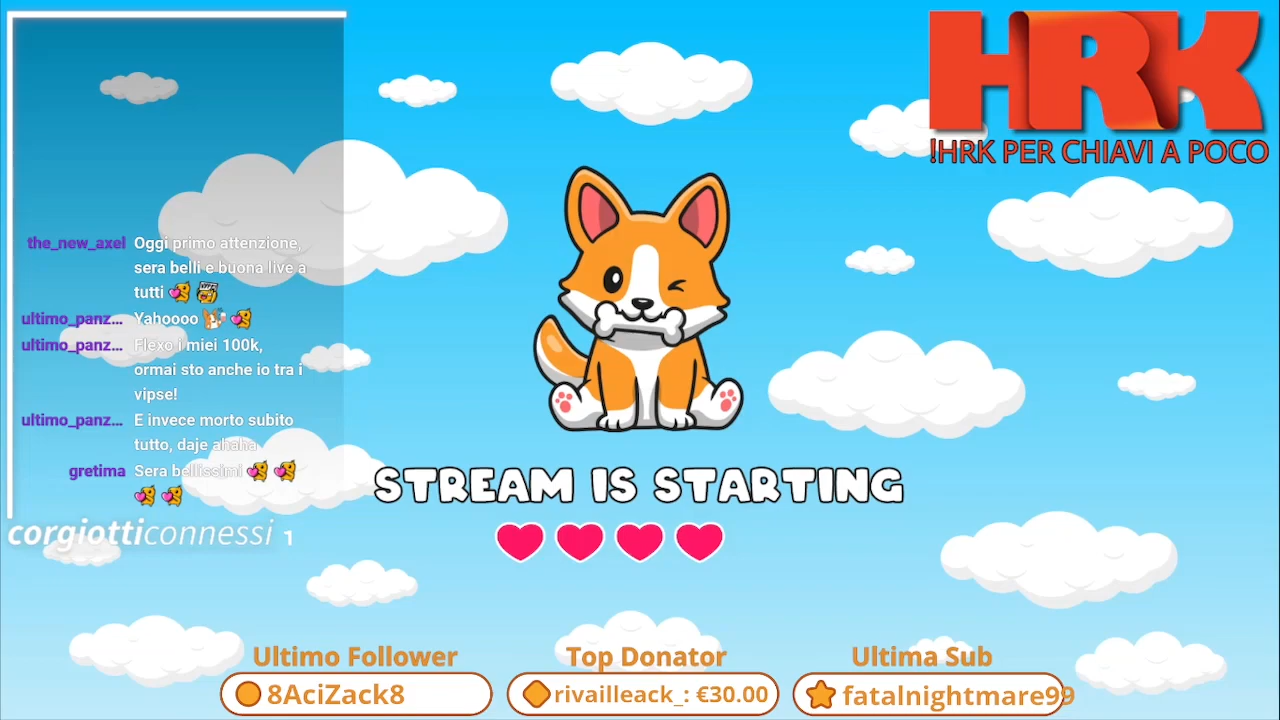 HRK
!HRK PER CHIAVI A POCO
the_new_axel Oggi primo attenzione,
sera belli e buona live a
tutti
ultimo_panz... Yahoooo
ultimo_panz... Flexo i miei 100k,
ormai sto anche io tra i
vipse!
ultimo_panz... E invece morto subito
tutto, daje ahaha
gretima Sera bellissimi
corgiotticonnessi 1
STREAM IS STARTING
Ultimo Follower
8AciZack8
Top Donator
rivailleack_: €30.00
Ultima Sub
fatalnightmare99